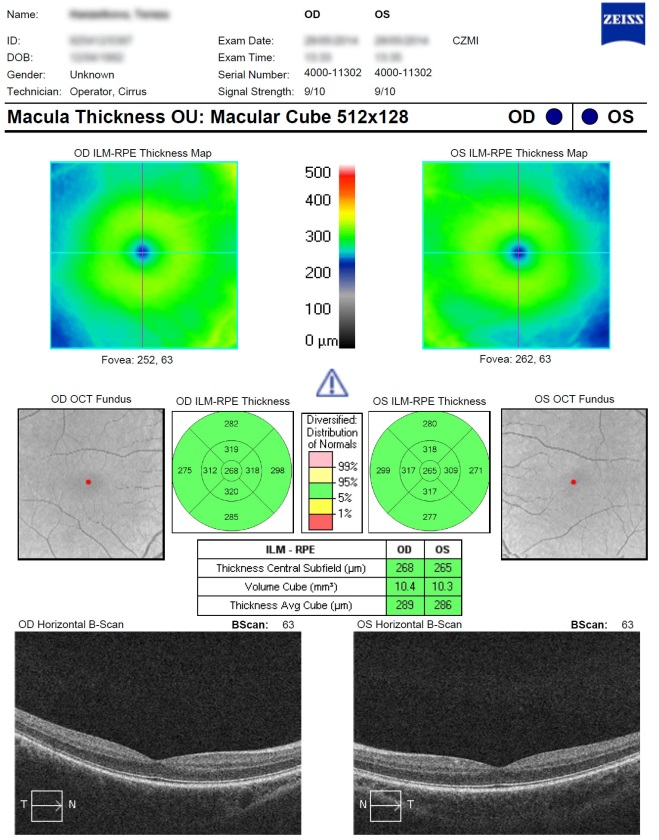 Name: OD OS
ZEISS
ID: Exam Date: CZMI
DOB: Exam Time:
Gender: Unknown Serial Number: 4000-11302 4000-11302
Technician: Operator, Cirrus Signal Strength: 9/10 9/10
Macula Thickness OU: Macular Cube 512x128 OD OS
OD ILM-RPE Thickness Map
OS ILM-RPE Thickness Map
500
400
300
200
100
0 µm
Fovea: 252, 63
Fovea: 262, 63
OD OCT Fundus
OD ILM-RPE Thickness
OS ILM-RPE Thickness
OS OCT Fundus
282
319
275 312 268 318 298
320
285
Diversified:
Distribution
of Normals
99%
95%
5%
1%
280
318
299 317 265 309 271
317
277
ILM - RPE OD OS
Thickness Central Subfield (µm) 268 265
Volume Cube (mm³) 10.4 10.3
Thickness Avg Cube (µm) 289 286
OD Horizontal B-Scan BScan: 63
OS Horizontal B-Scan BScan: 63
T N
N T